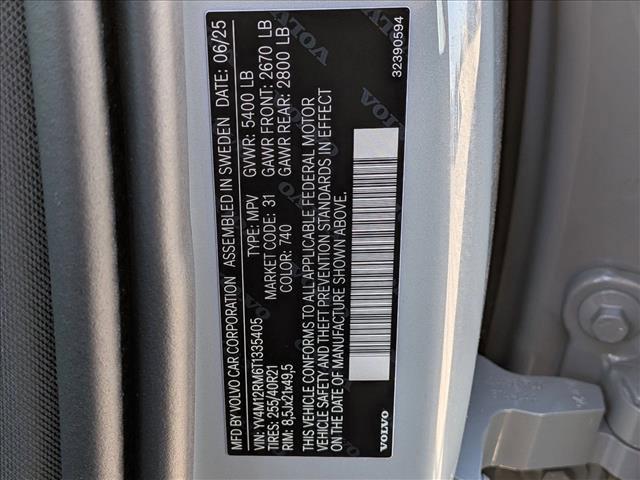 MFD BY VOLVO CAR CORPORATION ASSEMBLED IN SWEDEN DATE: 06/25
VIN: YV4M12RM6T1335405 TYPE: MPV GVWR: 5400 LB
TIRES: 255/40R21 MARKET CODE: 31 GAWR FRONT: 2670 LB
RIM: 8,5Jx21x49,5 COLOR: 740 GAWR REAR: 2800 LB
THIS VEHICLE CONFORMS TO ALL APPLICABLE FEDERAL MOTOR
VEHICLE SAFETY AND THEFT PREVENTION STANDARDS IN EFFECT
ON THE DATE OF MANUFACTURE SHOWN ABOVE.
VOLVO
32390594
VOLVO
VOLVO